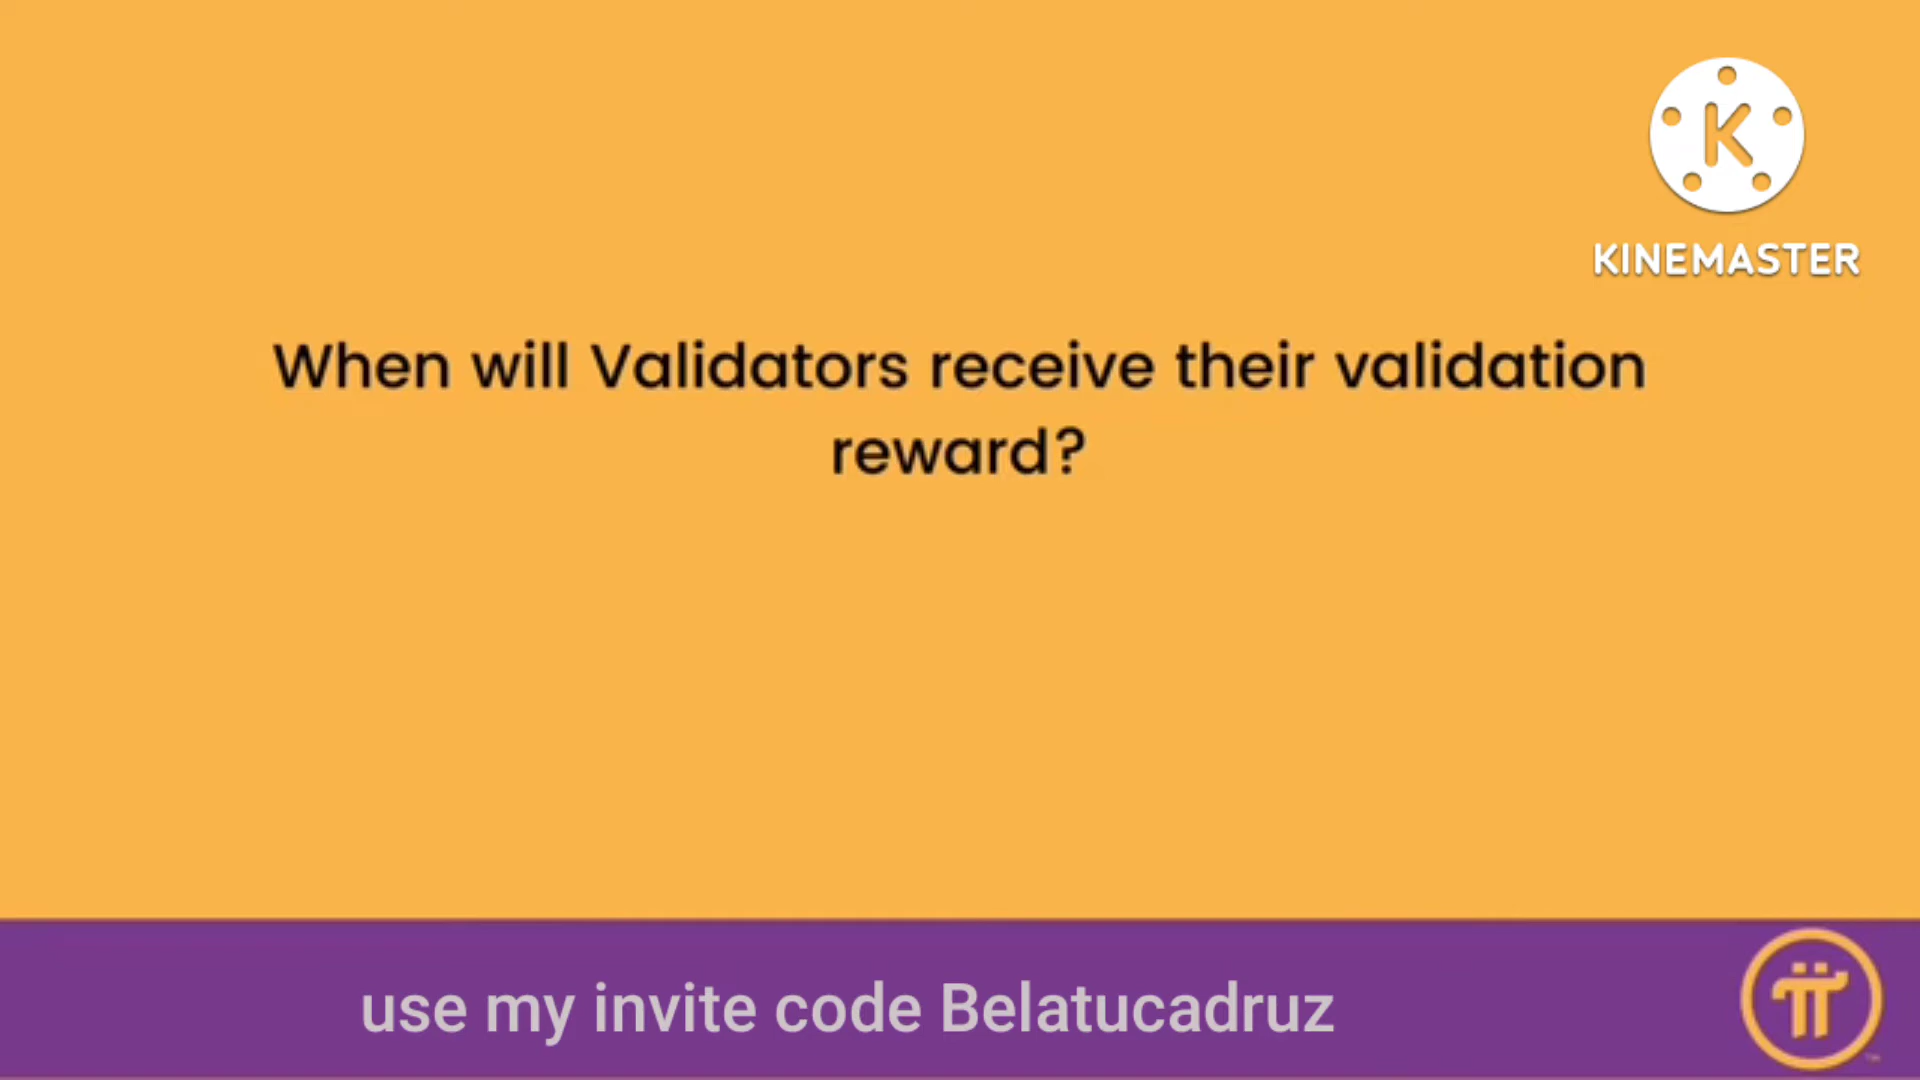 KINEMASTER
When will Validators receive their validation
reward?
use my invite code Belatucadruz